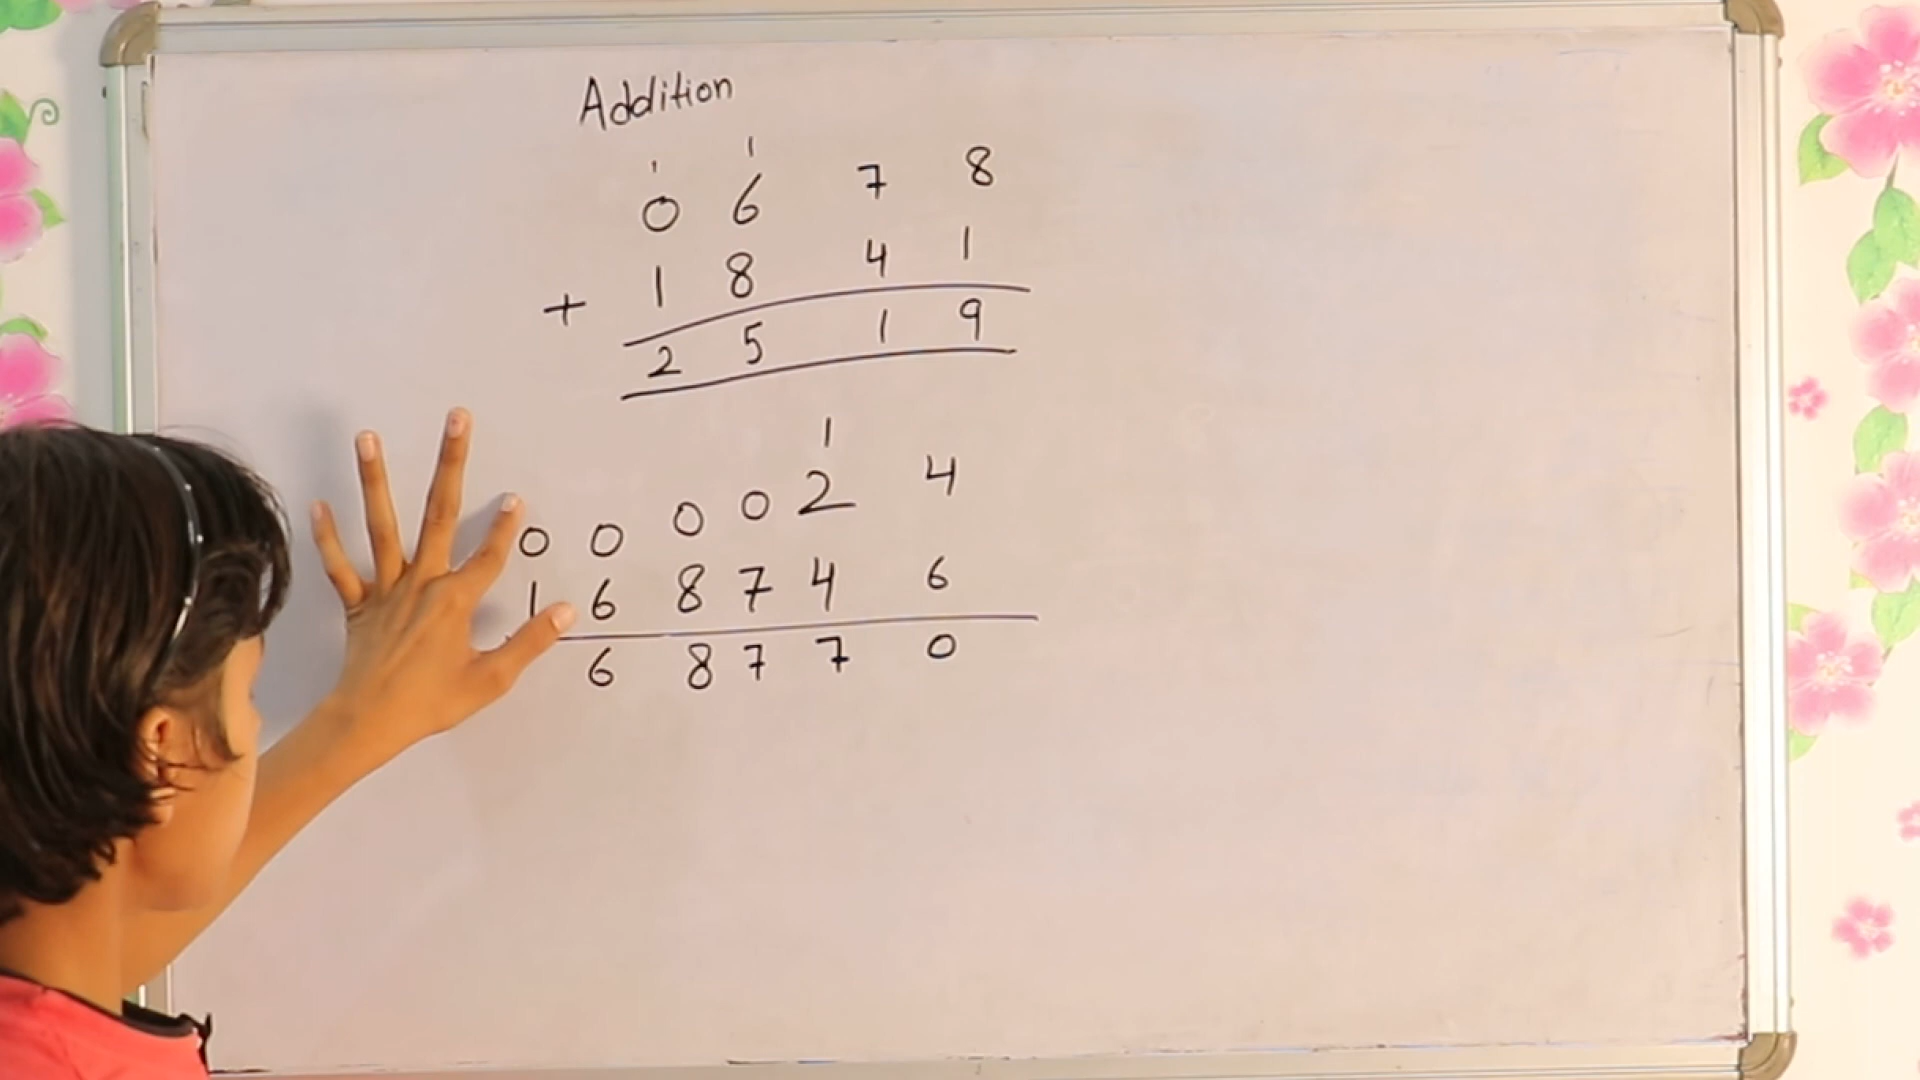 Addition
1 1
0 6 7 8
+ 1 8 4 1
2 5 1 9
1
0 0 0 0 2 4
1 6 8 7 4 6
6 8 7 7 0